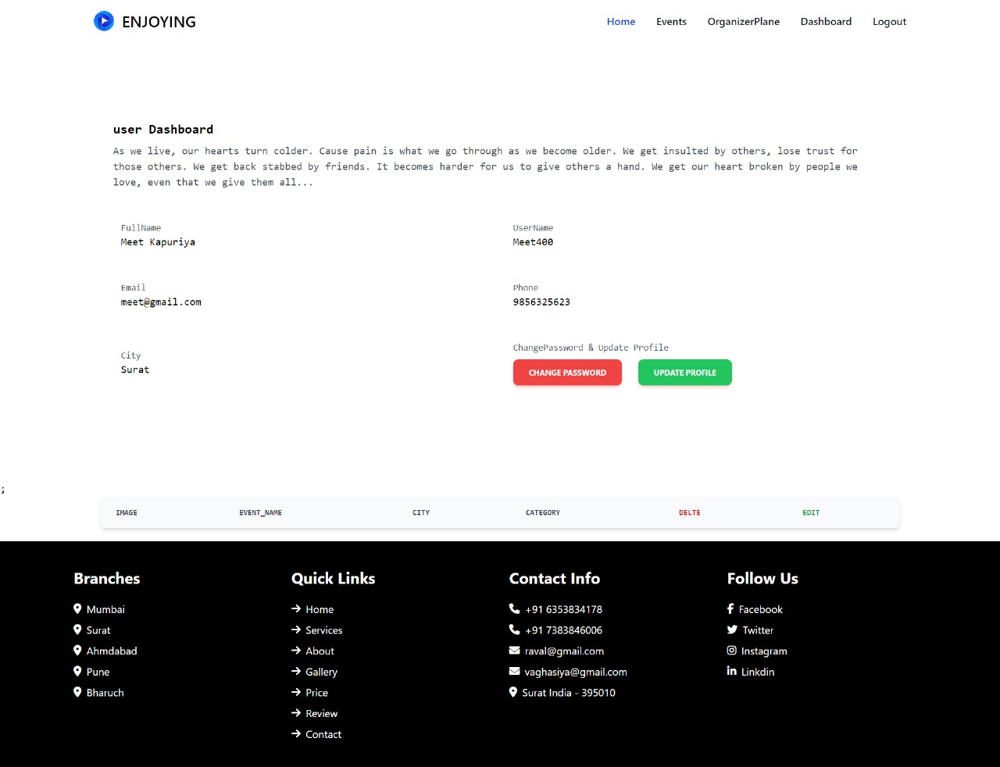 ENJOYING
Home Events OrganizerPlane Dashboard Logout
user Dashboard
As we live, our hearts turn colder. Cause pain is what we go through as we become older. We get insulted by others, lose trust for
those others. We get back stabbed by friends. It becomes harder for us to give others a hand. We get our heart broken by people we
love, even that we give them all...
FullName
Meet Kapuriya
UserName
Meet400
Email
meet@gmail.com
Phone
9856325623
City
Surat
ChangePassword & Update Profile
CHANGE PASSWORD UPDATE PROFILE
;
IMAGE EVENT_NAME CITY CATEGORY DELTE EDIT
Branches
Mumbai
Surat
Ahmdabad
Pune
Bharuch
Quick Links
Home
Services
About
Gallery
Price
Review
Contact
Contact Info
+91 6353834178
+91 7383846006
raval@gmail.com
vaghasiya@gmail.com
Surat India - 395010
Follow Us
Facebook
Twitter
Instagram
Linkdin